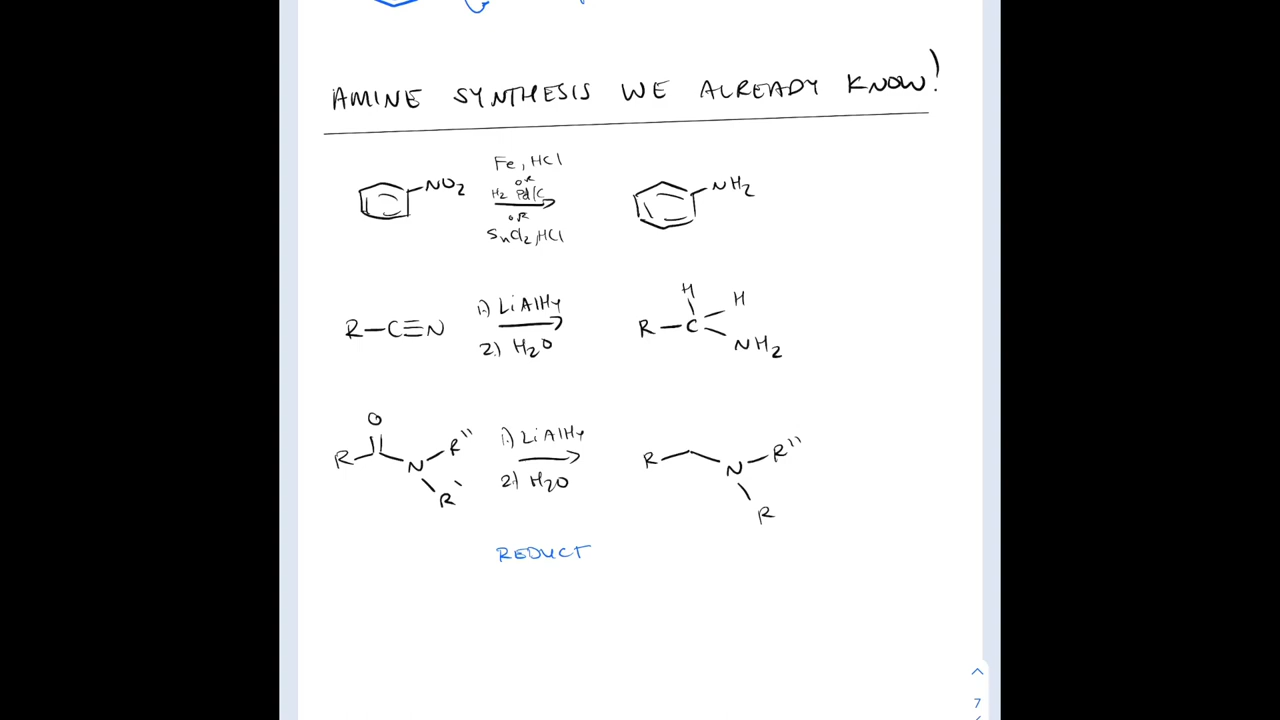 AMINE SYNTHESIS WE ALREADY KNOW!
Fe, HCl
OR
H2 Pd/C
OR
SnCl2, HCl
NO2
NH2
R-C≡N
1.) LiAlH4
2.) H2O
H
H
R-C
NH2
O
R
N
R''
R'
1.) LiAlH4
2.) H2O
R
N
R''
R
REDUCT
7